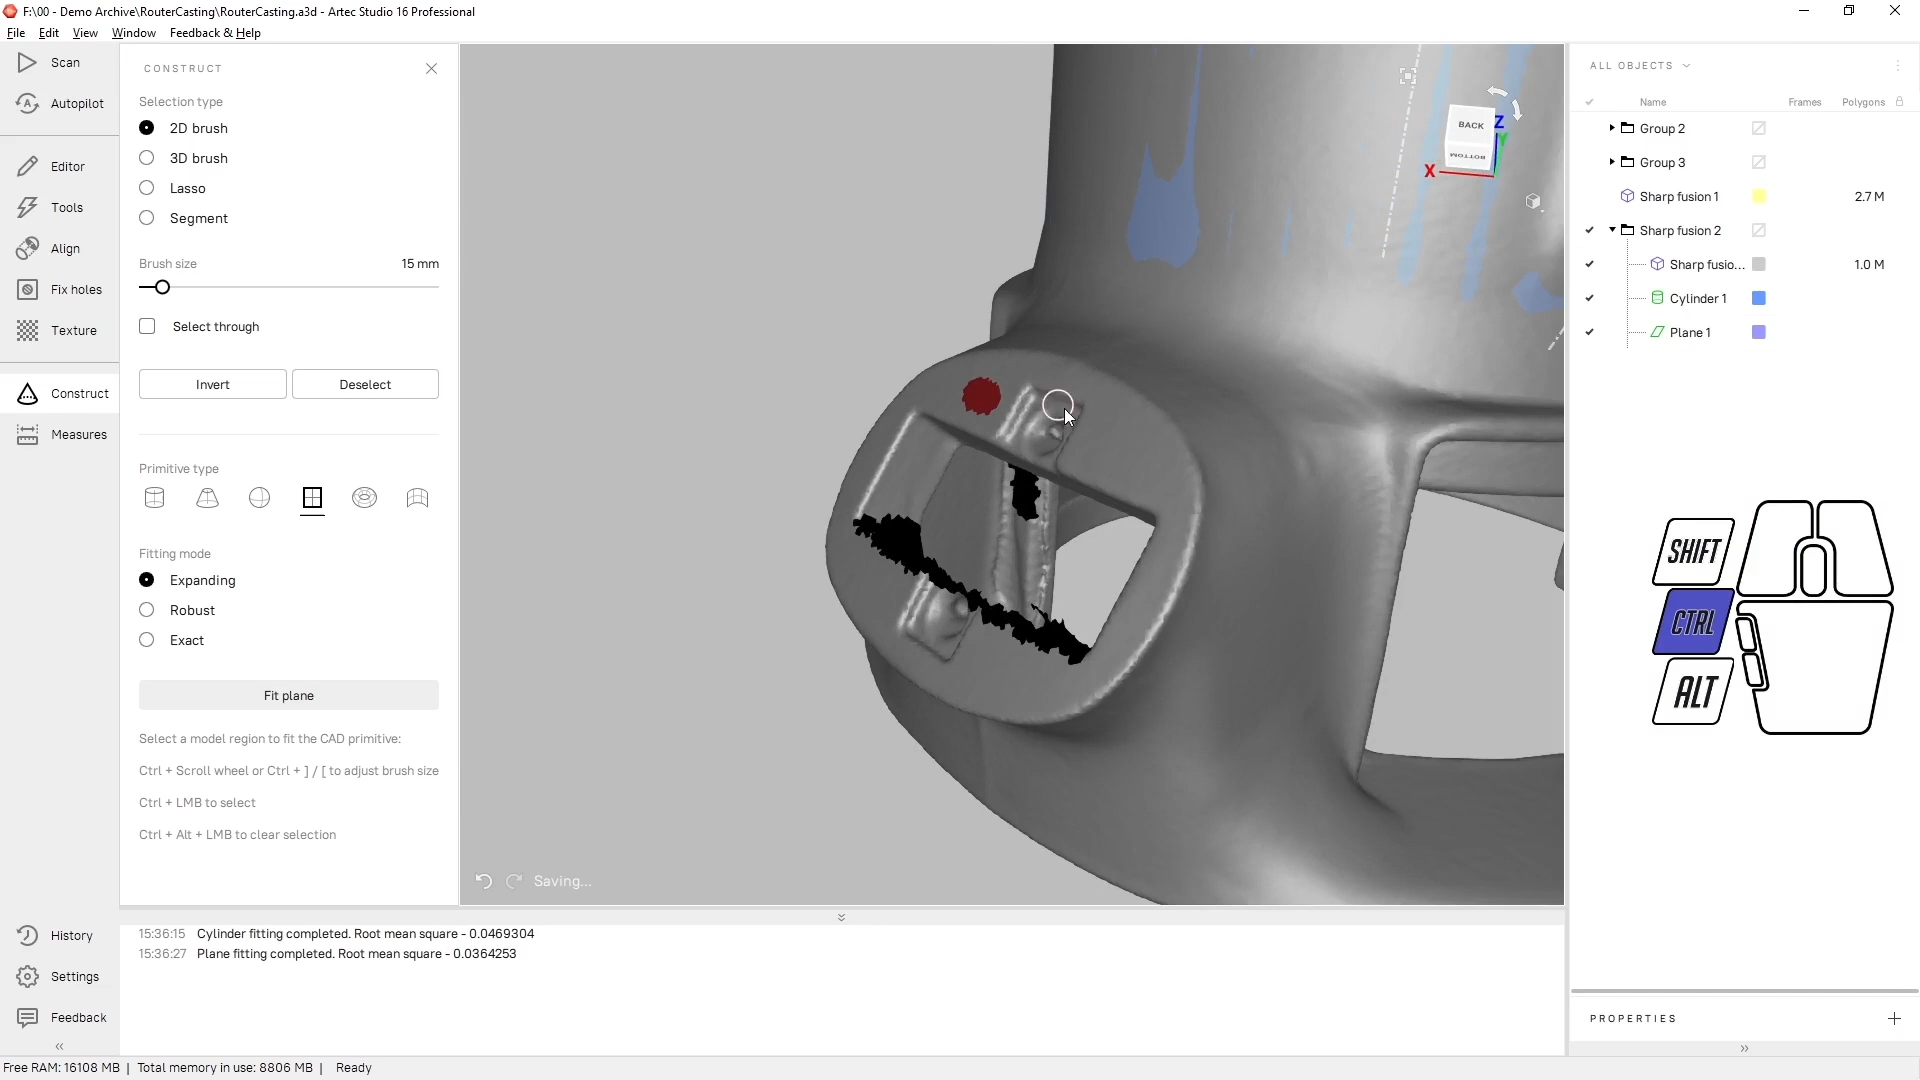 F:\00 - Demo Archive\RouterCasting\RouterCasting.a3d - Artec Studio 16 Professional
File Edit View Window Feedback & Help
Scan
Autopilot
Editor
Tools
Align
Fix holes
Texture
Construct
Measures
History
Settings
Feedback
CONSTRUCT
Selection type
2D brush
3D brush
Lasso
Segment
Brush size 15 mm
Select through
Invert Deselect
Primitive type
Fitting mode
Expanding
Robust
Exact
Fit plane
Select a model region to fit the CAD primitive:
Ctrl + Scroll wheel or Ctrl + ] / [ to adjust brush size
Ctrl + LMB to select
Ctrl + Alt + LMB to clear selection
BACK
BOTTOM
X
Y
Z
Saving...
15:36:15 Cylinder fitting completed. Root mean square - 0.0469304
15:36:27 Plane fitting completed. Root mean square - 0.0364253
ALL OBJECTS
Name Frames Polygons
Group 2
Group 3
Sharp fusion 1 2.7 M
Sharp fusion 2
Sharp fusio... 1.0 M
Cylinder 1
Plane 1
SHIFT
CTRL
ALT
PROPERTIES
Free RAM: 16108 MB | Total memory in use: 8806 MB | Ready